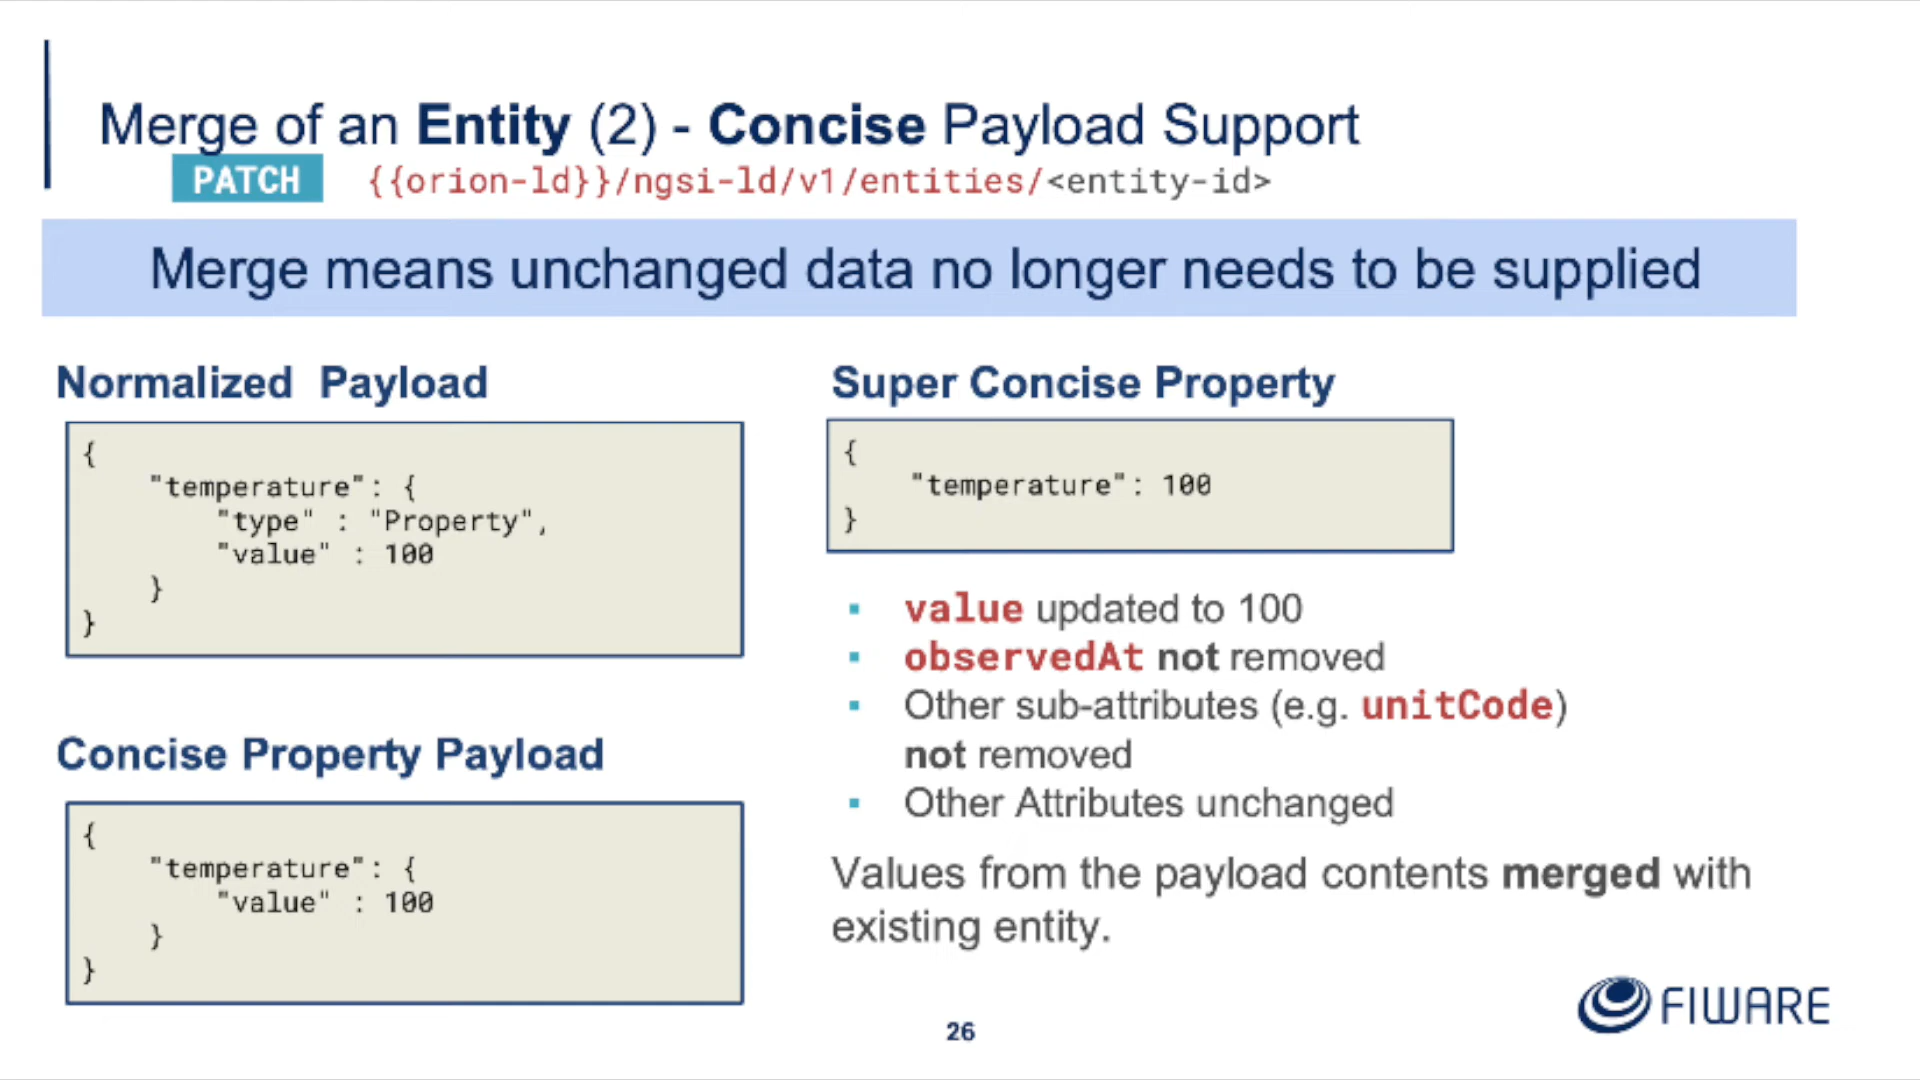 Merge of an Entity (2) - Concise Payload Support
PATCH {{orion-ld}}/ngsi-ld/v1/entities/<entity-id>
Merge means unchanged data no longer needs to be supplied
Normalized Payload
{
"temperature": {
"type" : "Property",
"value" : 100
}
}
Concise Property Payload
{
"temperature": {
"value" : 100
}
}
Super Concise Property
{
"temperature": 100
}
▪ value updated to 100
▪ observedAt not removed
▪ Other sub-attributes (e.g. unitCode)
not removed
▪ Other Attributes unchanged
Values from the payload contents merged with
existing entity.
FIWARE
26